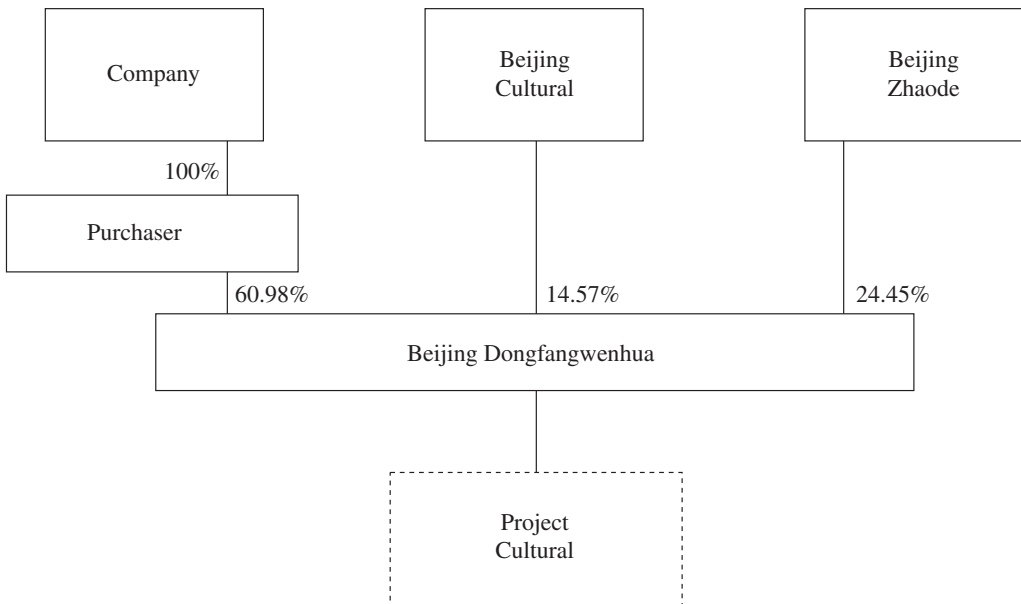 Company
Beijing
Cultural
Beijing
Zhaode
100%
Purchaser
60.98%
14.57%
24.45%
Beijing Dongfangwenhua
Project
Cultural